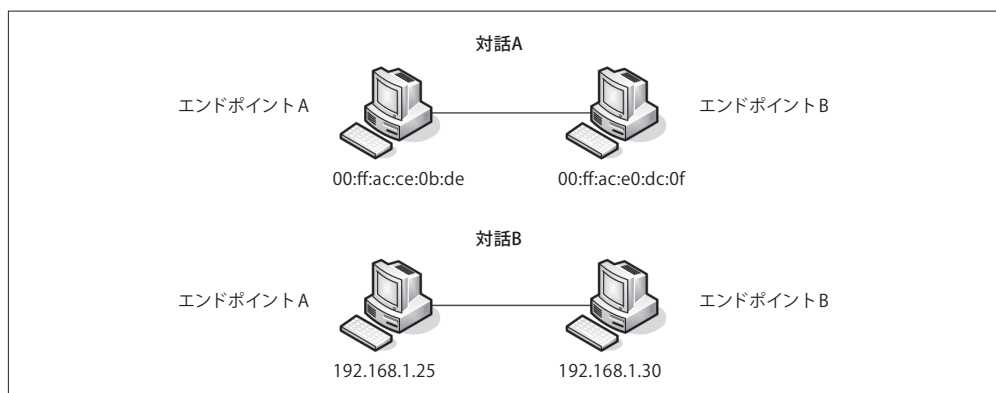 対話A
エンドポイントA
エンドポイントB
00:ff:ac:ce:0b:de
00:ff:ac:e0:dc:0f
対話B
エンドポイントA
エンドポイントB
192.168.1.25
192.168.1.30